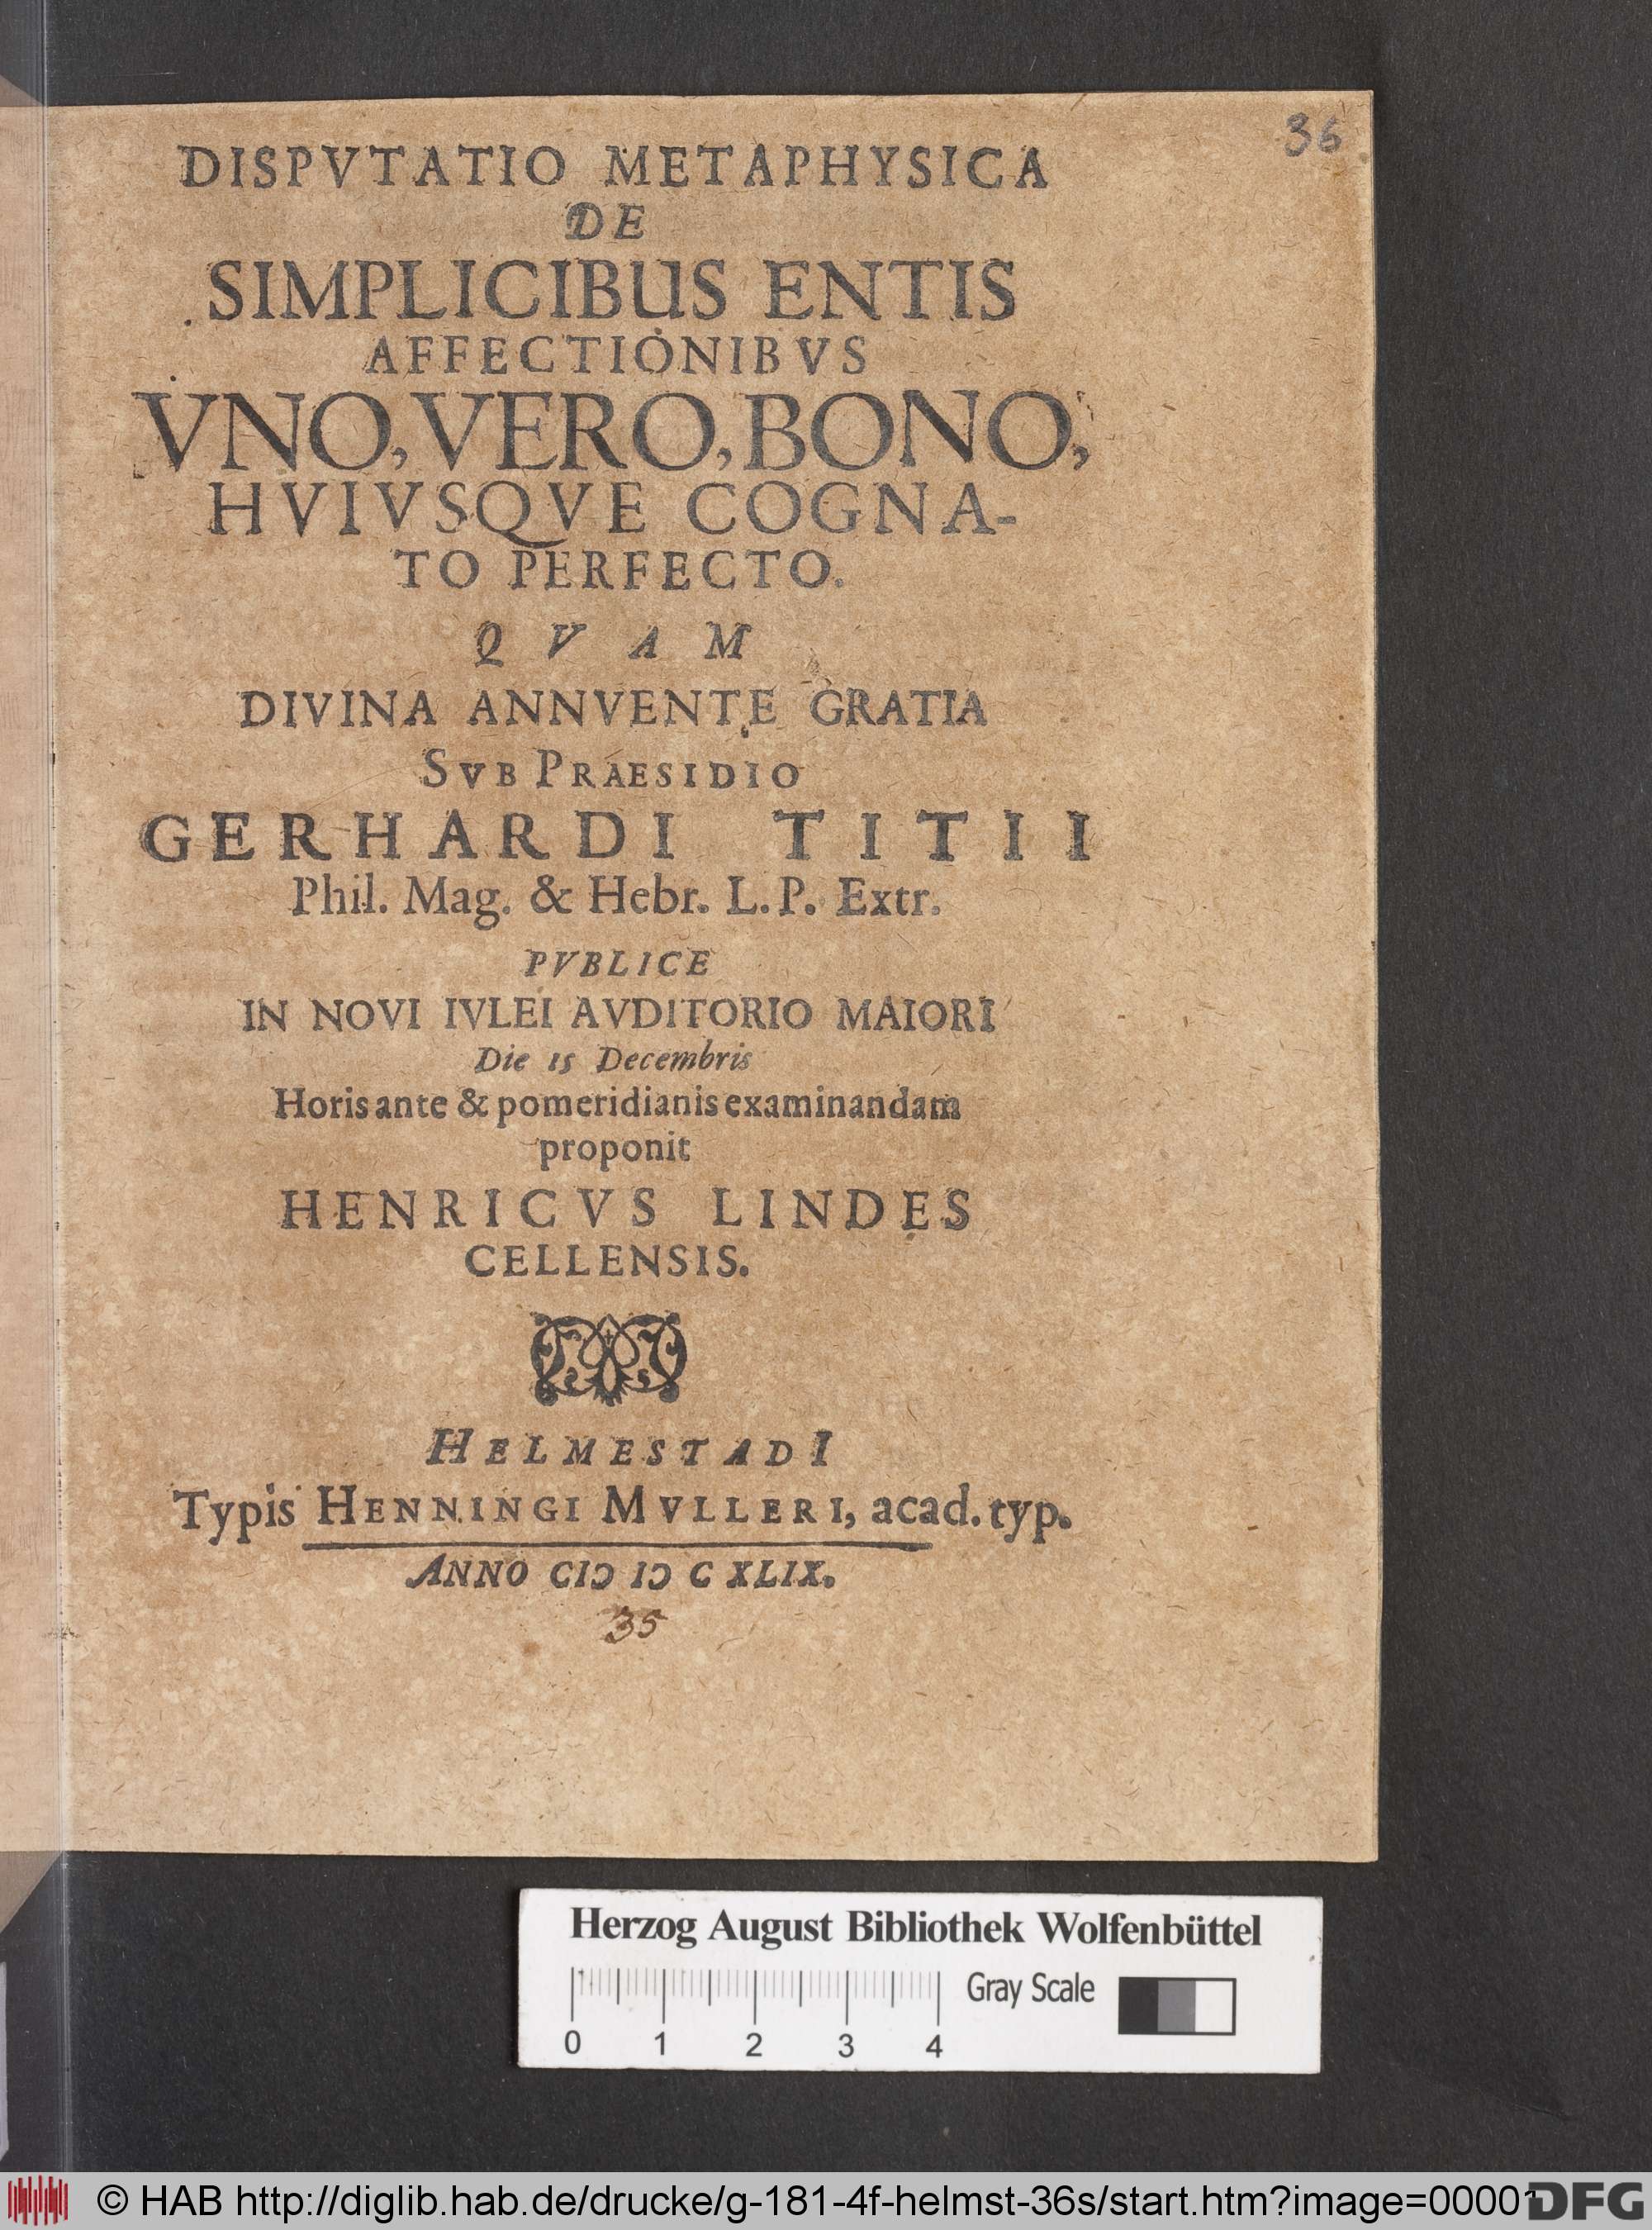 36
DISPVTATIO METAPHYSICA
DE
SIMPLICIBUS ENTIS
AFFECTIONIBVS
VNO, VERO, BONO,
HVIVSQVE COGNA-
TO PERFECTO.
QVAM
DIVINA ANNVENTE GRATIA
SVB PRAESIDIO
GERHARDI TITII
Phil. Mag. & Hebr. L. P. Extr.
PVBLICE
IN NOVI IVLEI AVDITORIO MAIORI
Die 15 Decembris
Horis ante & pomeridianis examinandam
proponit
HENRICVS LINDES
CELLENSIS.
HELMESTADI
Typis HENNINGI MVLLERI, acad. typ.
ANNO CIↃ IↃ C XLIX.
35
Herzog August Bibliothek Wolfenbüttel
0 1 2 3 4 Gray Scale
© HAB http://diglib.hab.de/drucke/g-181-4f-helmst-36s/start.htm?image=00001
DFG